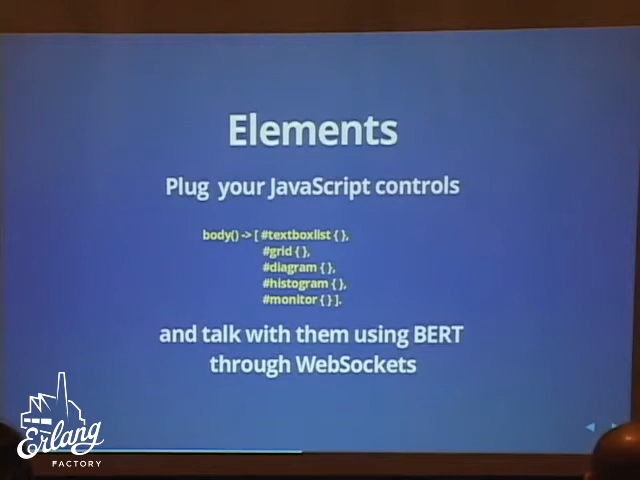 Elements
Plug your JavaScript controls
body() -> [ #textboxlist { },
#grid { },
#diagram { },
#histogram { },
#monitor { } ].
and talk with them using BERT
through WebSockets
Erlang
FACTORY